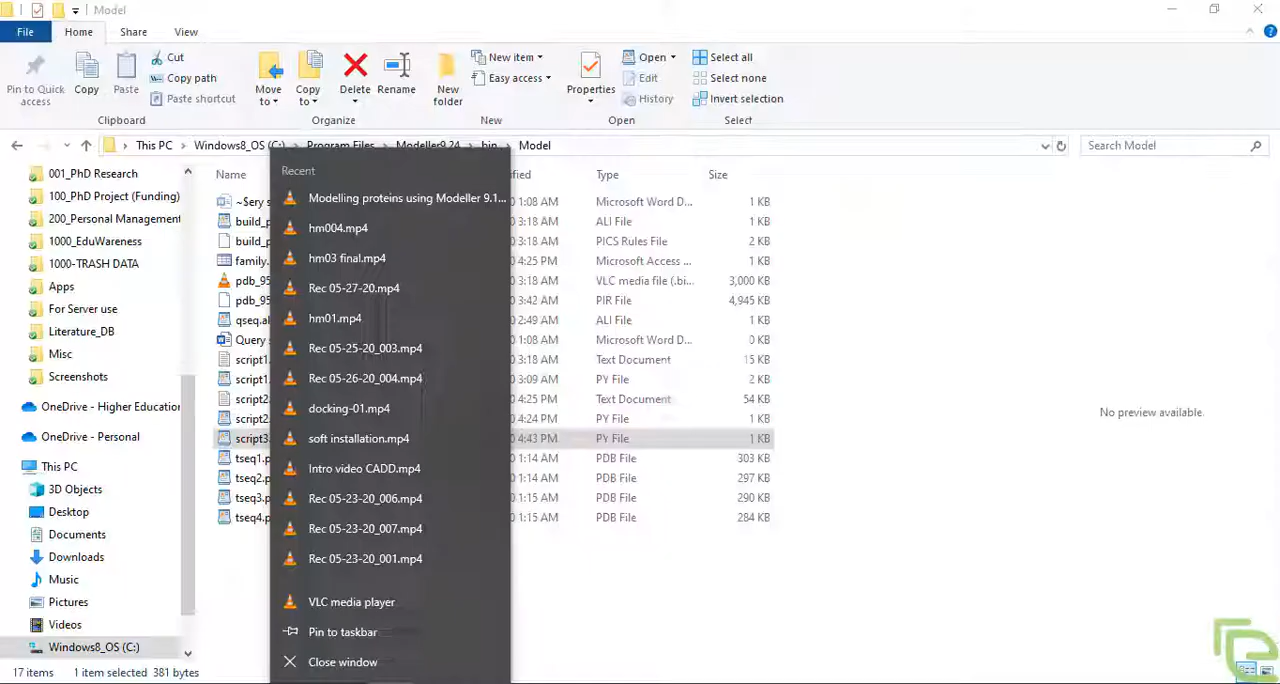 Model
File
Home
Share
View
Pin to Quick access
Copy
Paste
Cut
Copy path
Paste shortcut
Clipboard
Move to
Copy to
Delete
Rename
Organize
New folder
New item
Easy access
New
Properties
Open
Edit
History
Open
Select all
Select none
Invert selection
Select
This PC
Windows8_OS (C:)
Program Files
Modeller9.24
bin
Model
Search Model
001_PhD Research
100_PhD Project (Funding)
200_Personal Management
1000_EduWareness
1000-TRASH DATA
Apps
For Server use
Literature_DB
Misc
Screenshots
OneDrive - Higher Education
OneDrive - Personal
This PC
3D Objects
Desktop
Documents
Downloads
Music
Pictures
Videos
Windows8_OS (C:)
Name
Type
Size
~$ery s
1:08 AM
Microsoft Word D...
1 KB
build_p
3:18 AM
ALI File
1 KB
build_p
3:18 AM
PICS Rules File
2 KB
family.
4:25 PM
Microsoft Access ...
1 KB
pdb_95
3:18 AM
VLC media file (.bi...
3,000 KB
pdb_95
3:42 AM
PIR File
4,945 KB
qseq.al
2:49 AM
ALI File
1 KB
Query s
1:08 AM
Microsoft Word D...
0 KB
script1.
3:18 AM
Text Document
15 KB
script1.
3:09 AM
PY File
2 KB
script2.
4:25 PM
Text Document
54 KB
script2.
4:24 PM
PY File
1 KB
script3.
4:43 PM
PY File
1 KB
tseq1.p
1:14 AM
PDB File
303 KB
tseq2.p
1:14 AM
PDB File
297 KB
tseq3.p
1:15 AM
PDB File
290 KB
tseq4.p
1:15 AM
PDB File
284 KB
Recent
Modelling proteins using Modeller 9.1...
hm004.mp4
hm03 final.mp4
Rec 05-27-20.mp4
hm01.mp4
Rec 05-25-20_003.mp4
Rec 05-26-20_004.mp4
docking-01.mp4
soft installation.mp4
Intro video CADD.mp4
Rec 05-23-20_006.mp4
Rec 05-23-20_007.mp4
Rec 05-23-20_001.mp4
VLC media player
Pin to taskbar
Close window
No preview available.
17 items
1 item selected 381 bytes